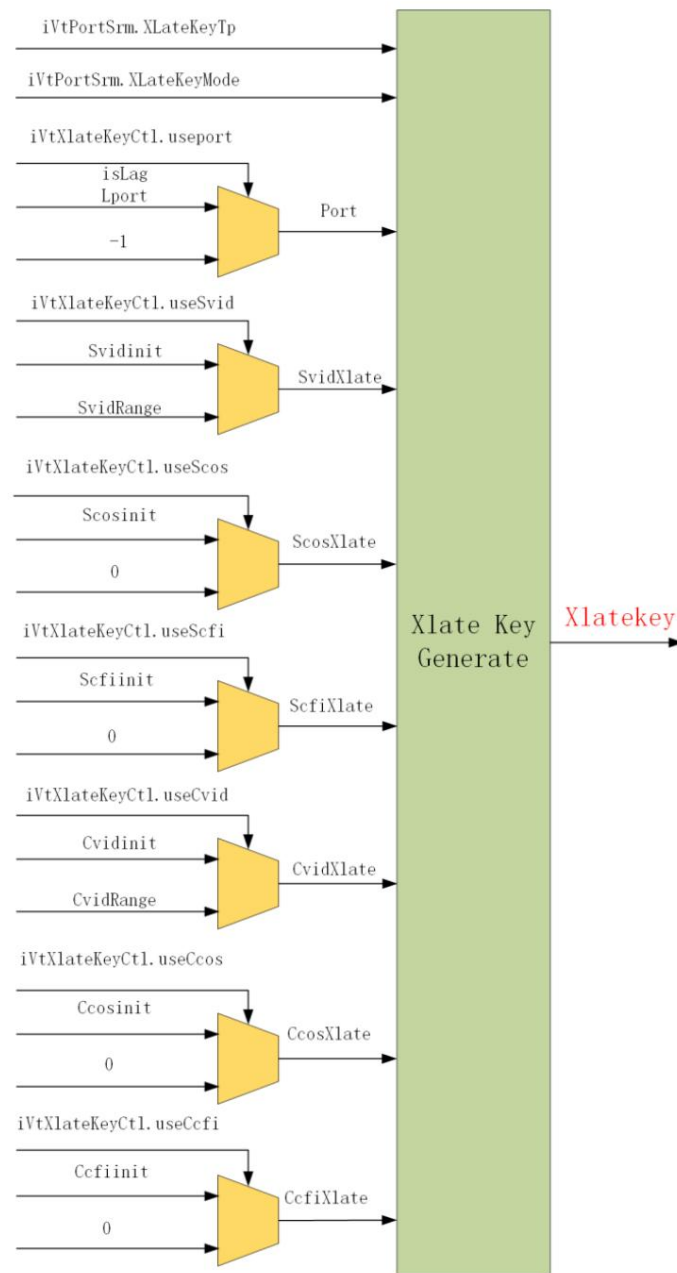 iVtPortSrm.XLateKeyTp
iVtPortSrm.XLateKeyMode
iVtXlateKeyCtl.useport
isLag
Lport
Port
-1
iVtXlateKeyCtl.useSvid
Svidinit
SvidXlate
SvidRange
iVtXlateKeyCtl.useScos
Scosinit
ScosXlate
0
iVtXlateKeyCtl.useScfi
Scfiinit
ScfiXlate
0
Xlate Key
Generate
Xlatekey
iVtXlateKeyCtl.useCvid
Cvidinit
CvidXlate
CvidRange
iVtXlateKeyCtl.useCcos
Ccosinit
CcosXlate
0
iVtXlateKeyCtl.useCcfi
Ccfiinit
CcfiXlate
0